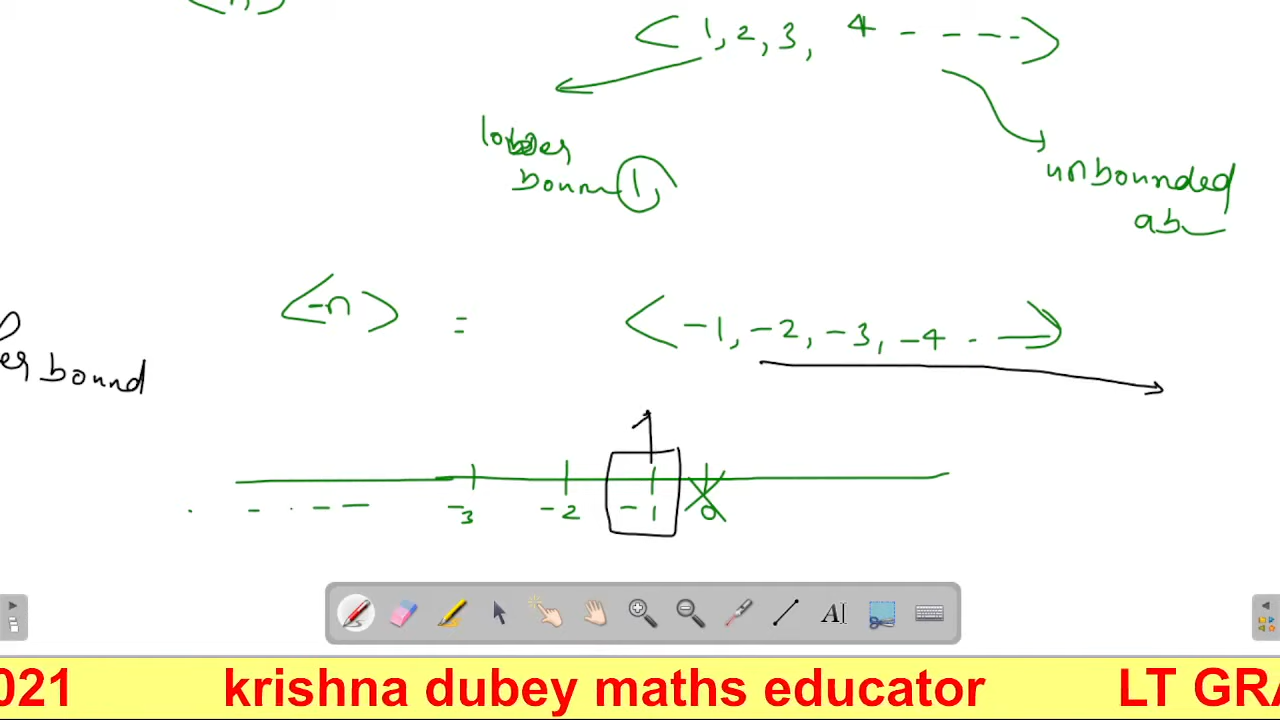 <n>
< 1, 2, 3, 4 - - - - - >
lower
bound 1,
unbounded
ab
<-n> = < -1, -2, -3, -4 . — >
er bound
. - . - - -3 -2 -1 0
AI
021 krishna dubey maths educator LT GRA